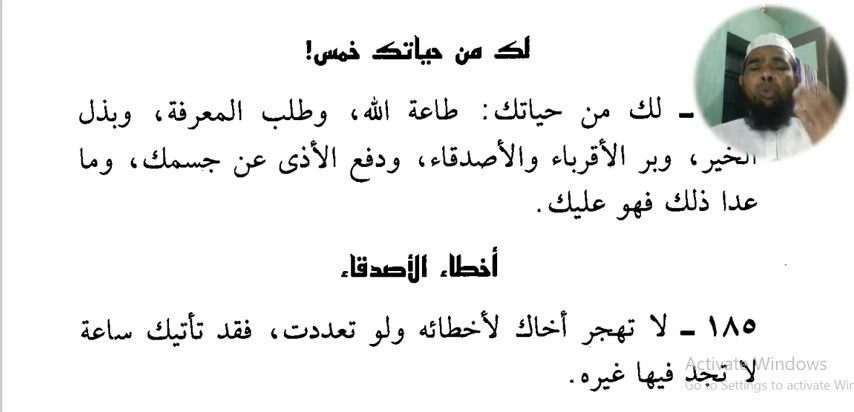 لك من حياتك خمس!
ـ لك من حياتك: طاعة الله، وطلب المعرفة، وبذل
الخير، وبر الأقرباء والأصدقاء، ودفع الأذى عن جسمك، وما
عدا ذلك فهو عليك.
أخطاء الأصدقاء
١٨٥ ـ لا تهجر أخاك لأخطائه ولو تعددت، فقد تأتيك ساعة
لا تجد فيها غيره.
Activate Windows
Go to Settings to activate Wir